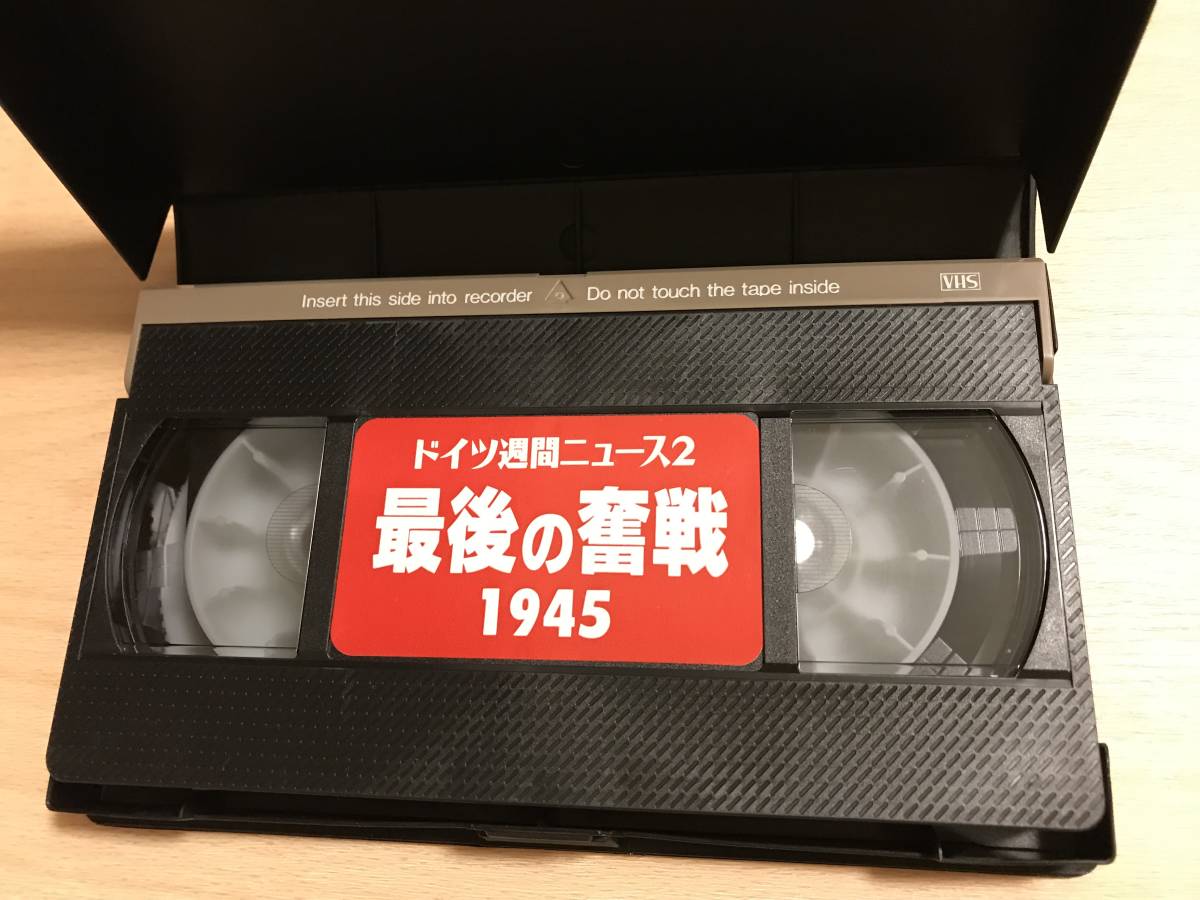 Insert this side into recorder Do not touch the tape inside VHS
ドイツ週間ニュース2
最後の奮戦
1945